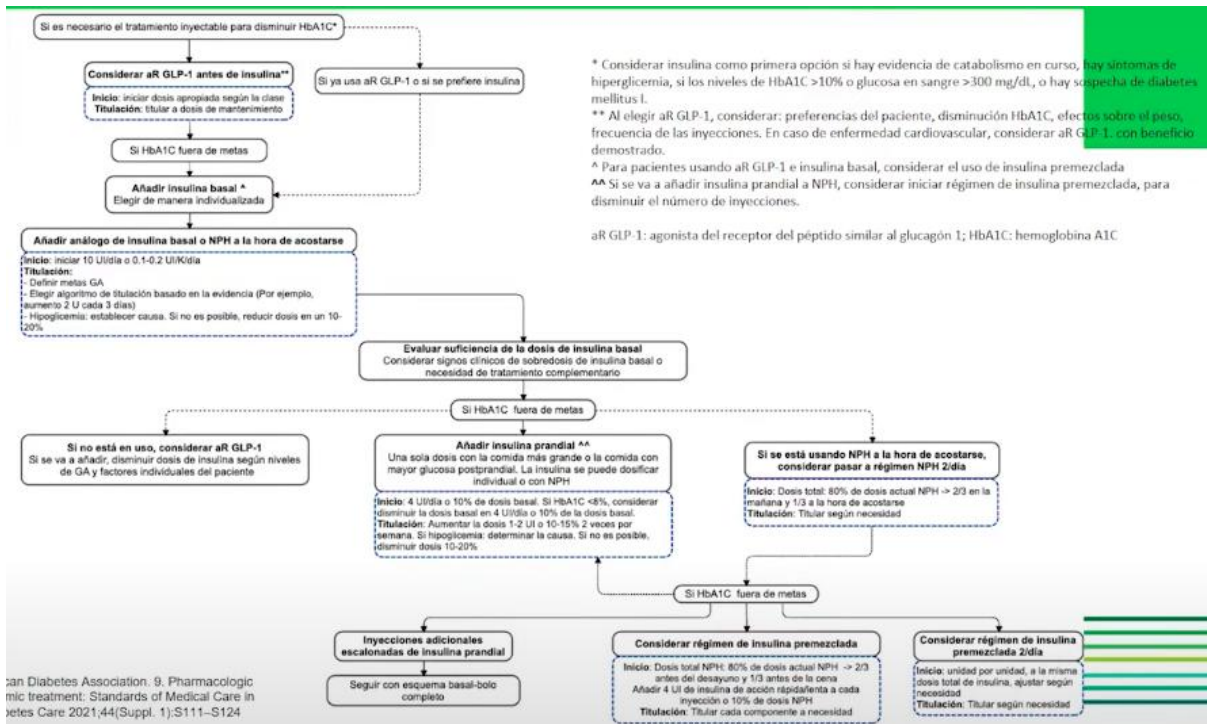 Si es necesario el tratamiento inyectable para disminuir HbA1C*
Considerar aR GLP-1 antes de insulina**
Inicio: iniciar dosis apropiada según la clase
Titulación: titular a dosis de mantenimiento
Si ya usa aR GLP-1 o si se prefiere insulina
Si HbA1C fuera de metas
Añadir insulina basal ^
Elegir de manera individualizada
Añadir análogo de insulina basal o NPH a la hora de acostarse
Inicio: iniciar 10 UI/día o 0.1-0.2 UI/K/día
Titulación:
- Definir metas GA
- Elegir algoritmo de titulación basado en la evidencia (Por ejemplo,
aumento 2 U cada 3 días)
- Hipoglicemia: establecer causa. Si no es posible, reducir dosis en un 10-
20%
* Considerar insulina como primera opción si hay evidencia de catabolismo en curso, hay síntomas de
hiperglicemia, si los niveles de HbA1C >10% o glucosa en sangre >300 mg/dL, o hay sospecha de diabetes
mellitus I.
** Al elegir aR GLP-1, considerar: preferencias del paciente, disminución HbA1C, efectos sobre el peso,
frecuencia de las inyecciones. En caso de enfermedad cardiovascular, considerar aR GLP-1. con beneficio
demostrado.
^ Para pacientes usando aR GLP-1 e insulina basal, considerar el uso de insulina premezclada
^^ Si se va a añadir insulina prandial a NPH, considerar iniciar régimen de insulina premezclada, para
disminuir el número de inyecciones.
aR GLP-1: agonista del receptor del péptido similar al glucagón 1; HbA1C: hemoglobina A1C
Evaluar suficiencia de la dosis de insulina basal
Considerar signos clínicos de sobredosis de insulina basal o
necesidad de tratamiento complementario
Si HbA1C fuera de metas
Si no está en uso, considerar aR GLP-1
Si se va a añadir, disminuir dosis de insulina según niveles
de GA y factores individuales del paciente
Añadir insulina prandial ^^
Una sola dosis con la comida más grande o la comida con
mayor glucosa postprandial. La insulina se puede dosificar
individual o con NPH
Inicio: 4 UI/día o 10% de dosis basal. Si HbA1C <8%, considerar
disminuir la dosis basal en 4 UI/día o 10% de la dosis basal.
Titulación: Aumentar la dosis 1-2 UI o 10-15% 2 veces por
semana. Si hipoglicemia: determinar la causa. Si no es posible,
disminuir dosis 10-20%
Si se está usando NPH a la hora de acostarse,
considerar pasar a régimen NPH 2/día
Inicio: Dosis total: 80% de dosis actual NPH -> 2/3 en la
mañana y 1/3 a la hora de acostarse
Titulación: Titular según necesidad
Si HbA1C fuera de metas
Inyecciones adicionales
escalonadas de insulina prandial
Seguir con esquema basal-bolo
completo
Considerar régimen de insulina premezclada
Inicio: Dosis total NPH: 80% de dosis actual NPH -> 2/3
antes del desayuno y 1/3 antes de la cena
Añadir 4 UI de insulina de acción rápida/lenta a cada
inyección o 10% de dosis NPH
Titulación: Titular cada componente a necesidad
Considerar régimen de insulina
premezclada 2/día
Inicio: unidad por unidad, a la misma
dosis total de insulina, ajustar según
necesidad
Titulación: Titular según necesidad
can Diabetes Association. 9. Pharmacologic
mic treatment: Standards of Medical Care in
betes Care 2021;44(Suppl. 1):S111–S124